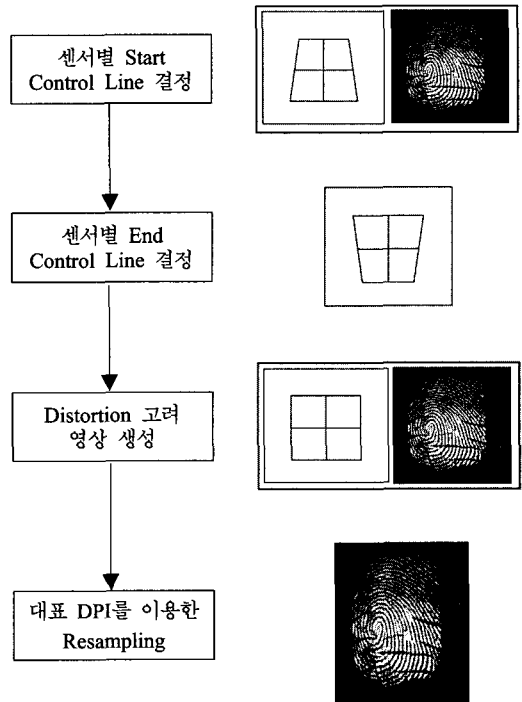 센서별 Start
Control Line 결정
센서별 End
Control Line 결정
Distortion 고려
영상 생성
대표 DPI를 이용한
Resampling